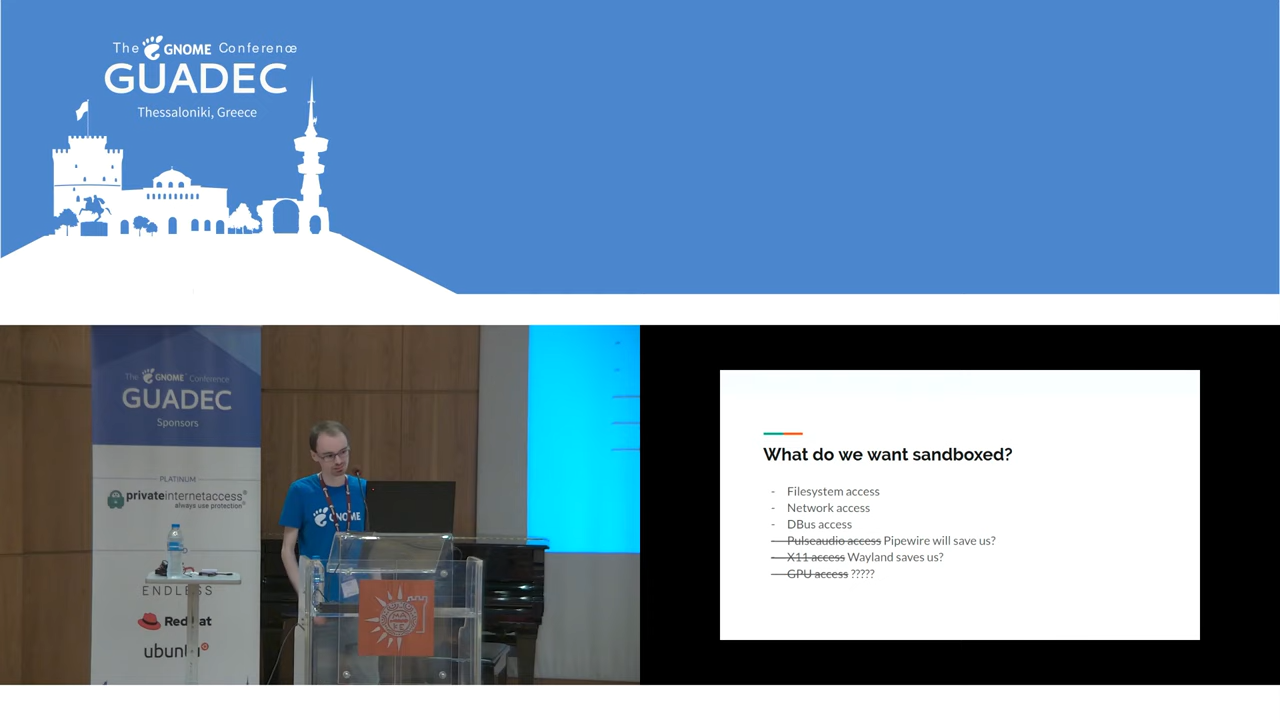 The GNOME Conference
GUADEC
Thessaloniki, Greece
The GNOME Conference
GUADEC
Sponsors
PLATINUM
privateinternetaccess®
always use protection®
ENDLESS
Red Hat
ubuntu
GNOME
What do we want sandboxed?
- Filesystem access
- Network access
- DBus access
- Pulseaudio access Pipewire will save us?
- X11 access Wayland saves us?
- GPU access ?????